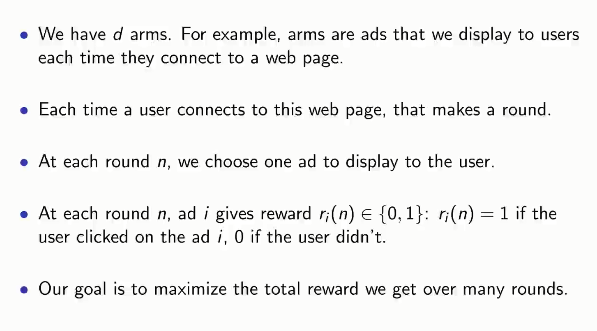 • We have d arms. For example, arms are ads that we display to users
each time they connect to a web page.
• Each time a user connects to this web page, that makes a round.
• At each round n, we choose one ad to display to the user.
• At each round n, ad i gives reward rᵢ(n) ∈ {0, 1}: rᵢ(n) = 1 if the
user clicked on the ad i, 0 if the user didn't.
• Our goal is to maximize the total reward we get over many rounds.